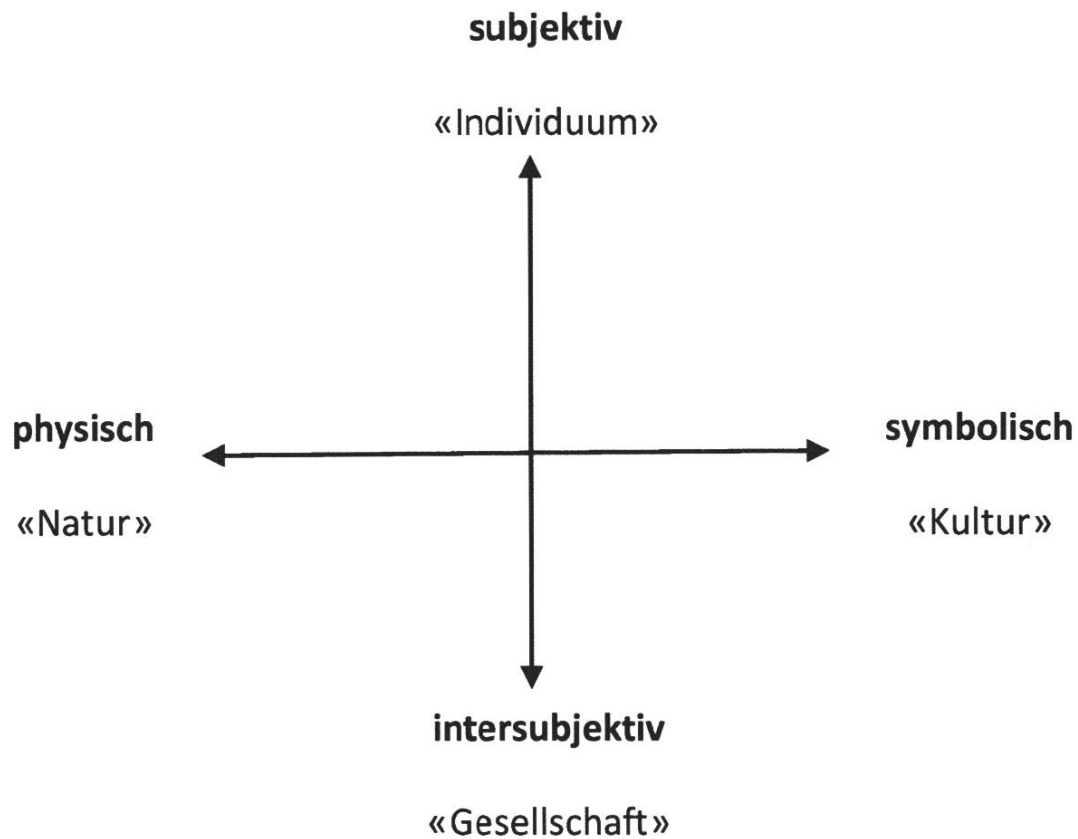 subjektiv
«Individuum»
physisch
symbolisch
«Natur»
«Kultur»
intersubjektiv
«Gesellschaft»